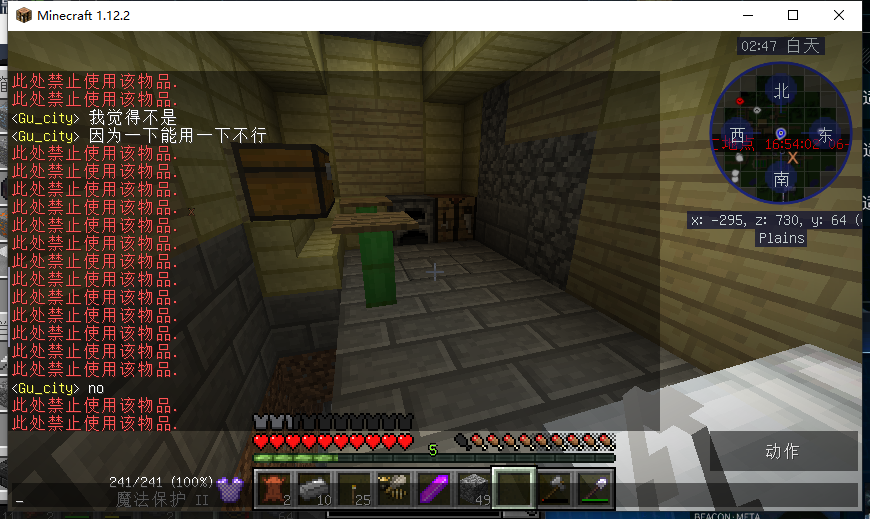 Minecraft 1.12.2
02:47 白天
此处禁止使用该物品.
此处禁止使用该物品.
<Gu_city> 我觉得不是
<Gu_city> 因为一下能用一下不行
此处禁止使用该物品.
此处禁止使用该物品.
此处禁止使用该物品.
此处禁止使用该物品.
此处禁止使用该物品.
此处禁止使用该物品.
此处禁止使用该物品.
此处禁止使用该物品.
此处禁止使用该物品.
此处禁止使用该物品.
此处禁止使用该物品.
此处禁止使用该物品.
此处禁止使用该物品.
<Gu_city> no
此处禁止使用该物品.
此处禁止使用该物品.
北
西
东
南
地点 16:54:02 06-
x: -295, z: 730, y: 64 (
Plains
动作
5
241/241 (100%)
魔法保护 II
2
10
25
49
BEACON·META